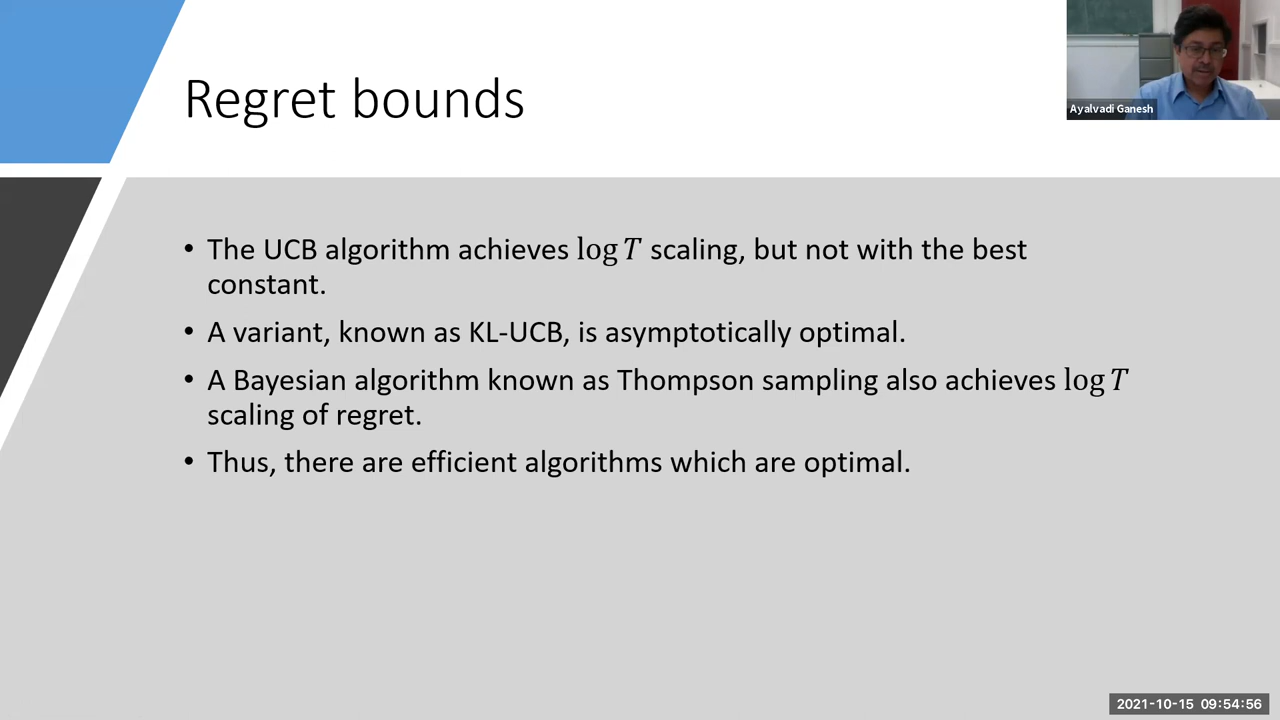 Regret bounds
Ayalvadi Ganesh
• The UCB algorithm achieves log T scaling, but not with the best
constant.
• A variant, known as KL-UCB, is asymptotically optimal.
• A Bayesian algorithm known as Thompson sampling also achieves log T
scaling of regret.
• Thus, there are efficient algorithms which are optimal.
2021-10-15 09:54:56